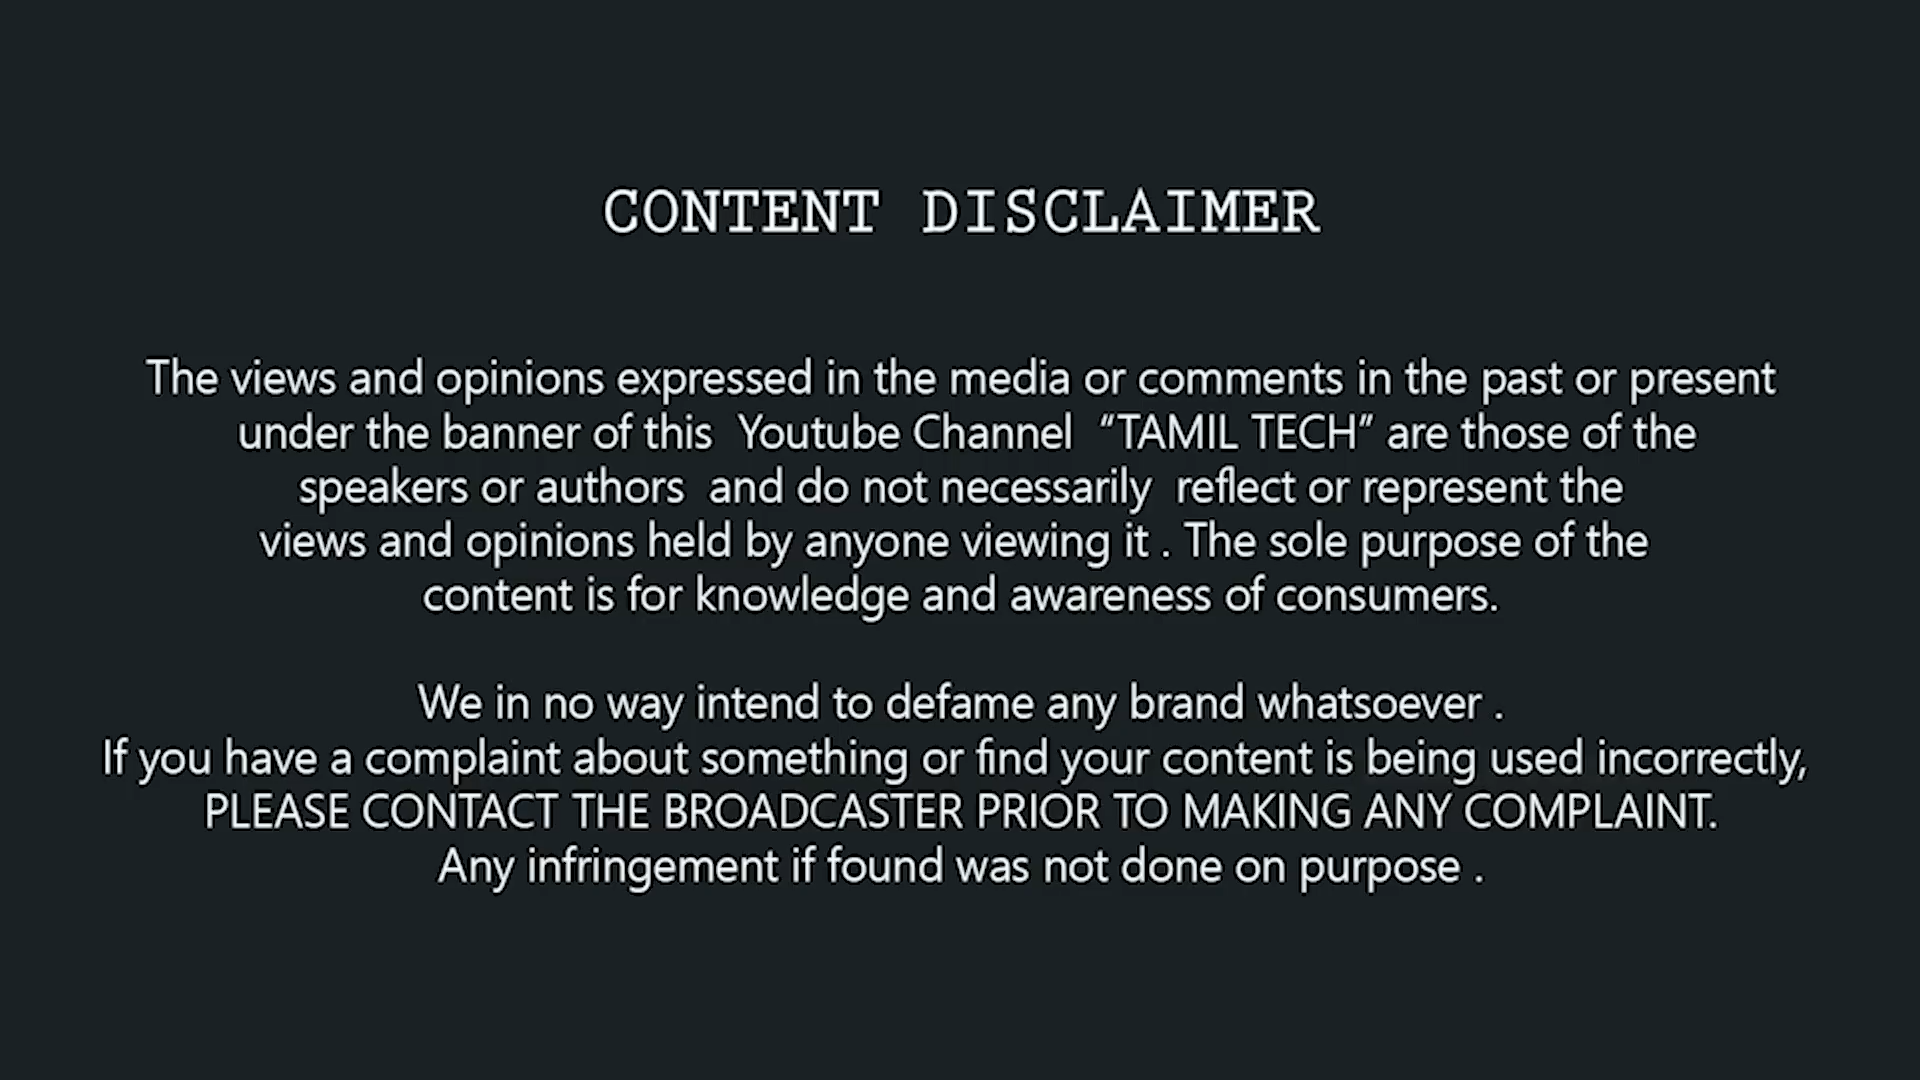 CONTENT DISCLAIMER
The views and opinions expressed in the media or comments in the past or present
under the banner of this Youtube Channel “TAMIL TECH” are those of the
speakers or authors and do not necessarily reflect or represent the
views and opinions held by anyone viewing it . The sole purpose of the
content is for knowledge and awareness of consumers.
We in no way intend to defame any brand whatsoever .
If you have a complaint about something or find your content is being used incorrectly,
PLEASE CONTACT THE BROADCASTER PRIOR TO MAKING ANY COMPLAINT.
Any infringement if found was not done on purpose .